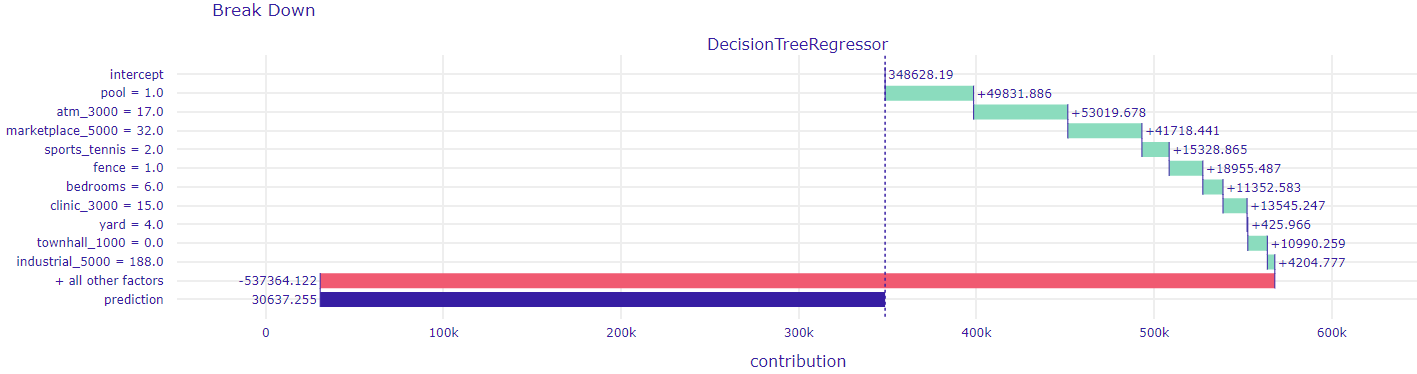 Break Down
DecisionTreeRegressor
intercept 348628.19
pool = 1.0 +49831.886
atm_3000 = 17.0 +53019.678
marketplace_5000 = 32.0 +41718.441
sports_tennis = 2.0 +15328.865
fence = 1.0 +18955.487
bedrooms = 6.0 +11352.583
clinic_3000 = 15.0 +13545.247
yard = 4.0 +425.966
townhall_1000 = 0.0 +10990.259
industrial_5000 = 188.0 +4204.777
+ all other factors -537364.122
prediction 30637.255
0 100k 200k 300k 400k 500k 600k
contribution